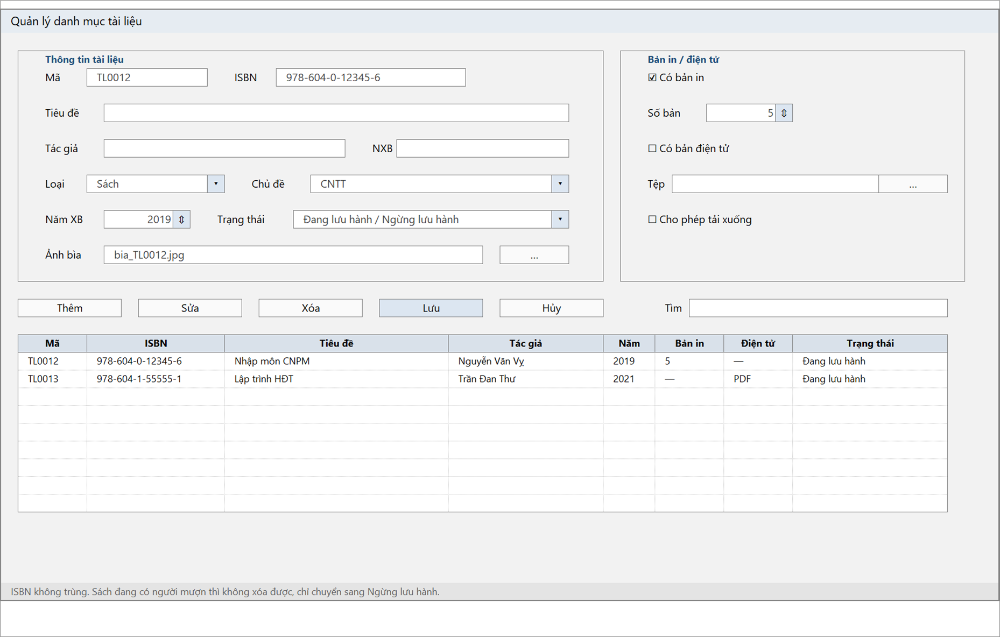 Quản lý danh mục tài liệu
Thông tin tài liệu
Mã TL0012 ISBN 978-604-0-12345-6
Tiêu đề
Tác giả NXB
Loại Sách Chủ đề CNTT
Năm XB 2019 Trạng thái Đang lưu hành / Ngừng lưu hành
Ảnh bìa bia_TL0012.jpg ...
Bản in / điện tử
☑ Có bản in
Số bản 5
☐ Có bản điện tử
Tệp ...
☐ Cho phép tải xuống
Thêm Sửa Xóa Lưu Hủy Tìm
Mã ISBN Tiêu đề Tác giả Năm Bản in Điện tử Trạng thái
TL0012 978-604-0-12345-6 Nhập môn CNPM Nguyễn Văn Vỵ 2019 5 — Đang lưu hành
TL0013 978-604-1-55555-1 Lập trình HĐT Trần Đan Thư 2021 — PDF Đang lưu hành
ISBN không trùng. Sách đang có người mượn thì không xóa được, chỉ chuyển sang Ngừng lưu hành.